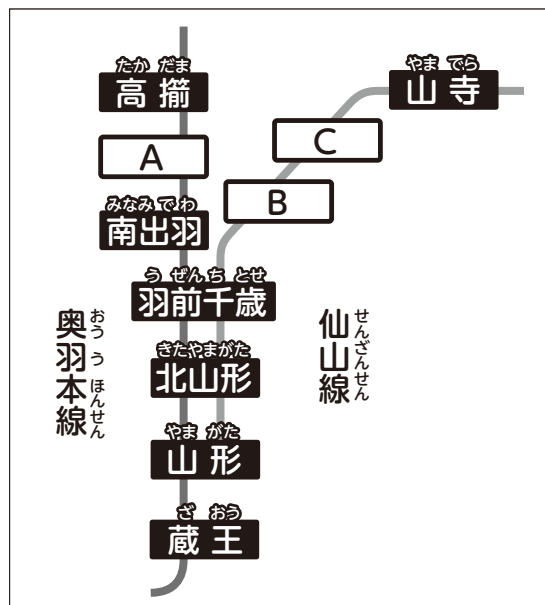 たか だま
高擶
やま でら
山寺
A
C
B
みなみ で わ
南出羽
う ぜん ち とせ
羽前千歳
きたやまがた
北山形
やま がた
山形
ざ おう
蔵王
奥羽本線
おう う ほんせん
仙山線
せんざんせん